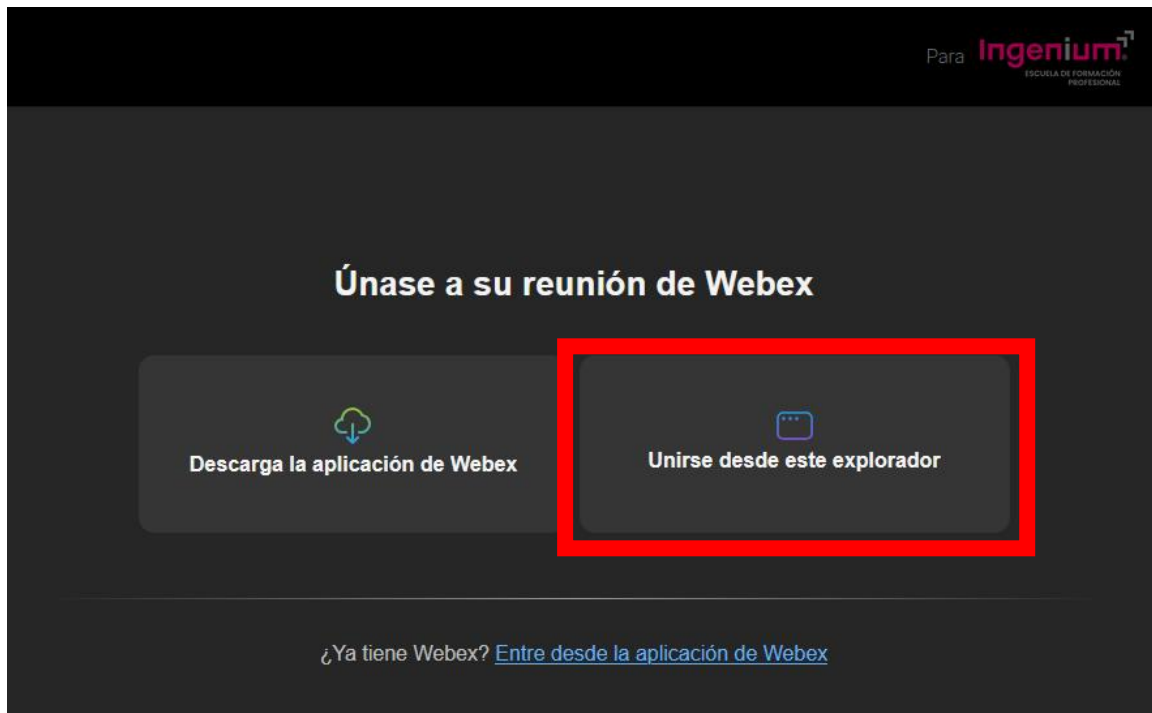 Para Ingenium
ESCUELA DE FORMACIÓN
PROFESIONAL
Únase a su reunión de Webex
Descarga la aplicación de Webex
Unirse desde este explorador
¿Ya tiene Webex? Entre desde la aplicación de Webex